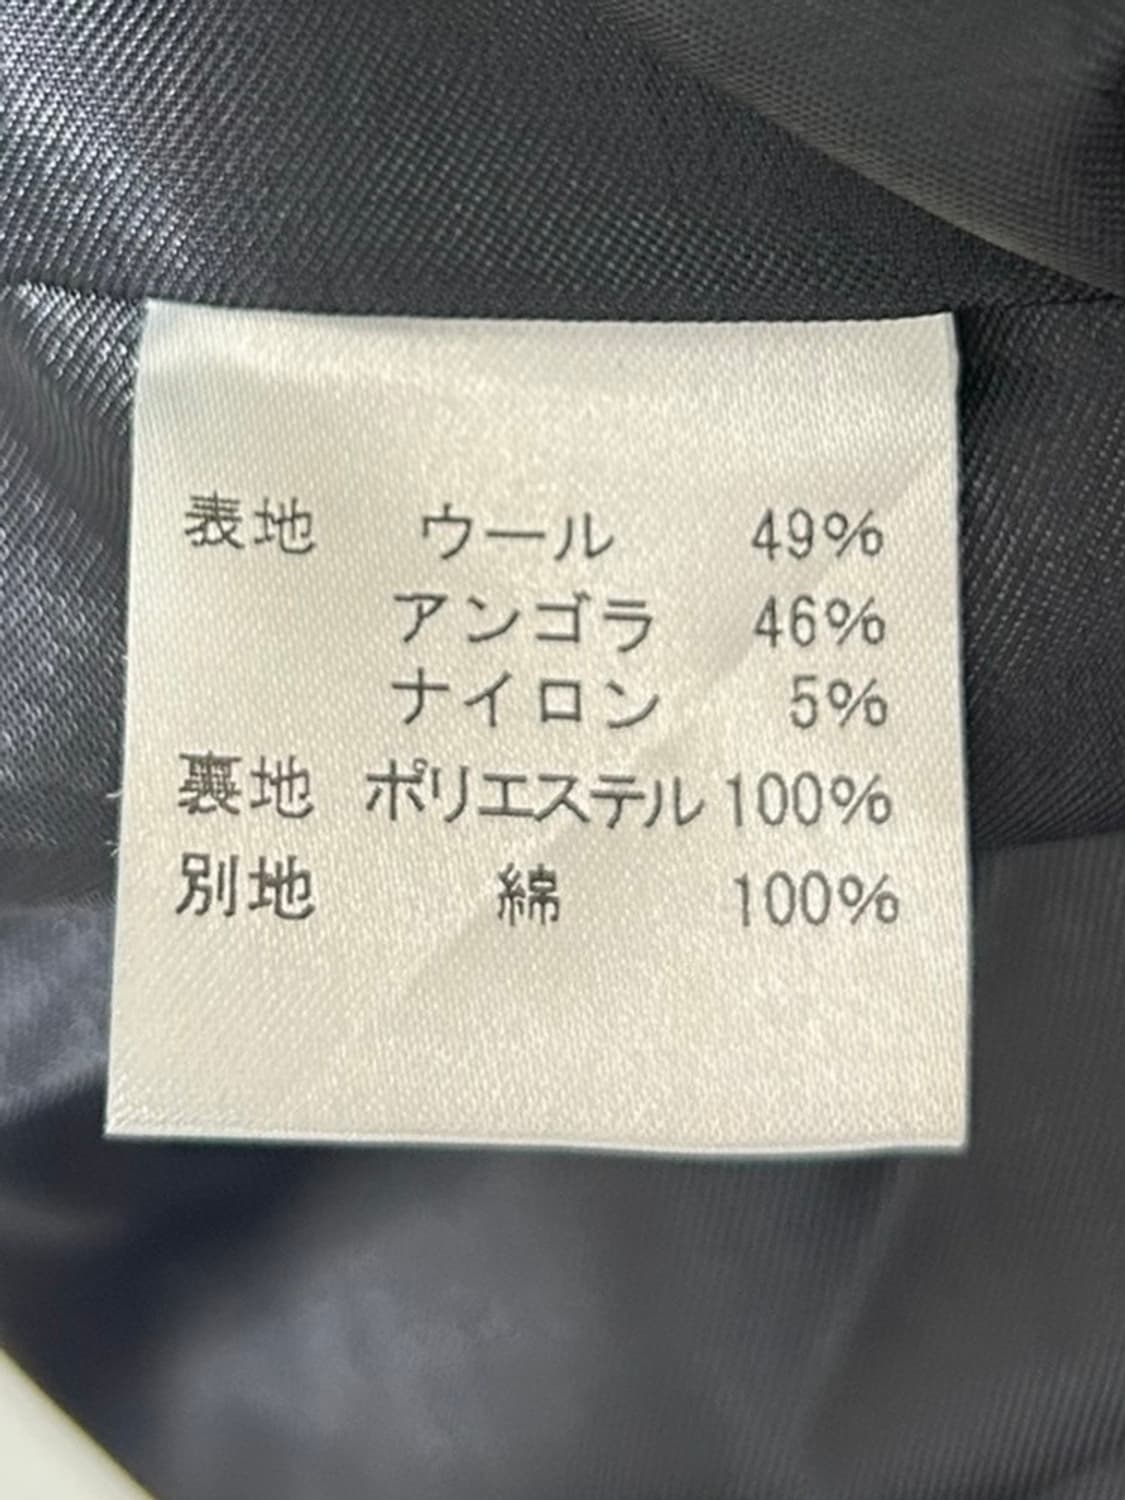 表地 ウール 49%
アンゴラ 46%
ナイロン 5%
裏地 ポリエステル 100%
別地 綿 100%